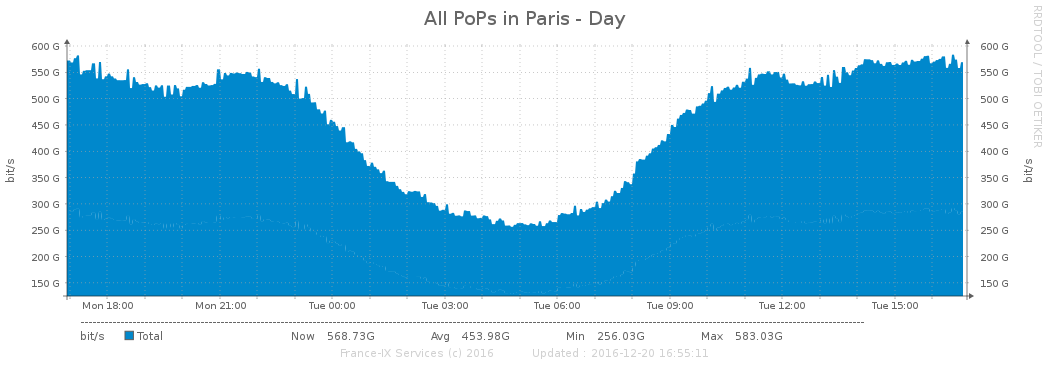 All PoPs in Paris - Day
RRDTOOL / TOBI OETIKER
600 G 600 G
550 G 550 G
500 G 500 G
450 G 450 G
400 G 400 G
350 G 350 G
300 G 300 G
250 G 250 G
200 G 200 G
150 G 150 G
bit/s bit/s
Mon 18:00 Mon 21:00 Tue 00:00 Tue 03:00 Tue 06:00 Tue 09:00 Tue 12:00 Tue 15:00
bit/s Total Now 568.73G Avg 453.98G Min 256.03G Max 583.03G
France-IX Services (c) 2016 Updated : 2016-12-20 16:55:11